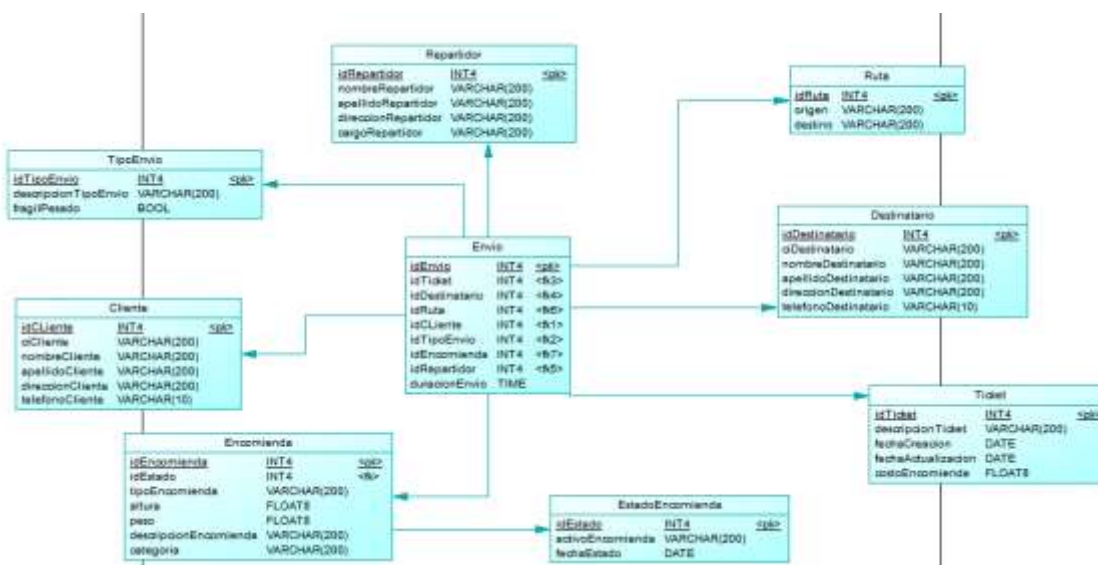 Repartidor
idRepartidor INT4 <pk>
nombreRepartidor VARCHAR(200)
apellidoRepartidor VARCHAR(200)
direccionRepartidor VARCHAR(200)
cargoRepartidor VARCHAR(200)
Ruta
idRuta INT4 <pk>
origen VARCHAR(200)
destino VARCHAR(200)
TipoEnvio
idTipoEnvio INT4 <pk>
descripcionTipoEnvio VARCHAR(200)
fragilPesado BOOL
Destinatario
idDestinatario INT4 <pk>
ciDestinatario VARCHAR(200)
nombreDestinatario VARCHAR(200)
apellidoDestinatario VARCHAR(200)
direccionDestinatario VARCHAR(200)
telefonoDestinatario VARCHAR(10)
Envio
idEnvio INT4 <pk>
idTicket INT4 <fk3>
idDestinatario INT4 <fk4>
idRuta INT4 <fk6>
idCLiente INT4 <fk1>
idTipoEnvio INT4 <fk2>
idEncomienda INT4 <fk7>
idRepartidor INT4 <fk5>
duracionEnvio TIME
Cliente
idCLiente INT4 <pk>
ciCliente VARCHAR(200)
nombreCliente VARCHAR(200)
apellidoCliente VARCHAR(200)
direccionCliente VARCHAR(200)
telefonoCliente VARCHAR(10)
Ticket
idTicket INT4 <pk>
descripcionTicket VARCHAR(200)
fechaCreacion DATE
fechaActualizacion DATE
costoEncomienda FLOAT8
Encomienda
idEncomienda INT4 <pk>
idEstado INT4 <fk>
tipoEncomienda VARCHAR(200)
altura FLOAT8
peso FLOAT8
descripcionEncomienda VARCHAR(200)
categoria VARCHAR(200)
EstadoEncomienda
idEstado INT4 <pk>
activoEncomienda VARCHAR(200)
fechaEstado DATE